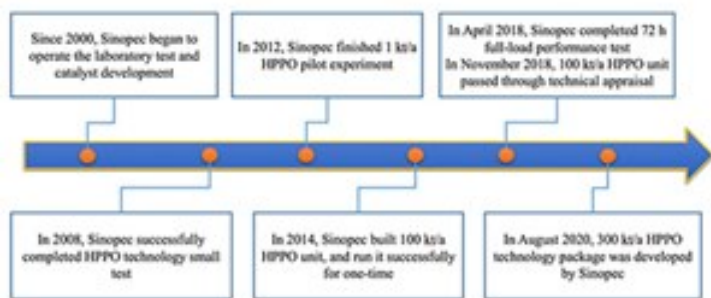 Since 2000, Sinopec began to
operate the laboratory test and
catalyst development
In 2012, Sinopec finished 1 kt/a
HPPO pilot experiment
In April 2018, Sinopec completed 72 h
full-load performance test
In November 2018, 100 kt/a HPPO unit
passed through technical appraisal
In 2008, Sinopec successfully
completed HPPO technology small
test
In 2014, Sinopec built 100 kt/a
HPPO unit, and run it successfully
for one-time
In August 2020, 300 kt/a HPPO
technology package was developed
by Sinopec